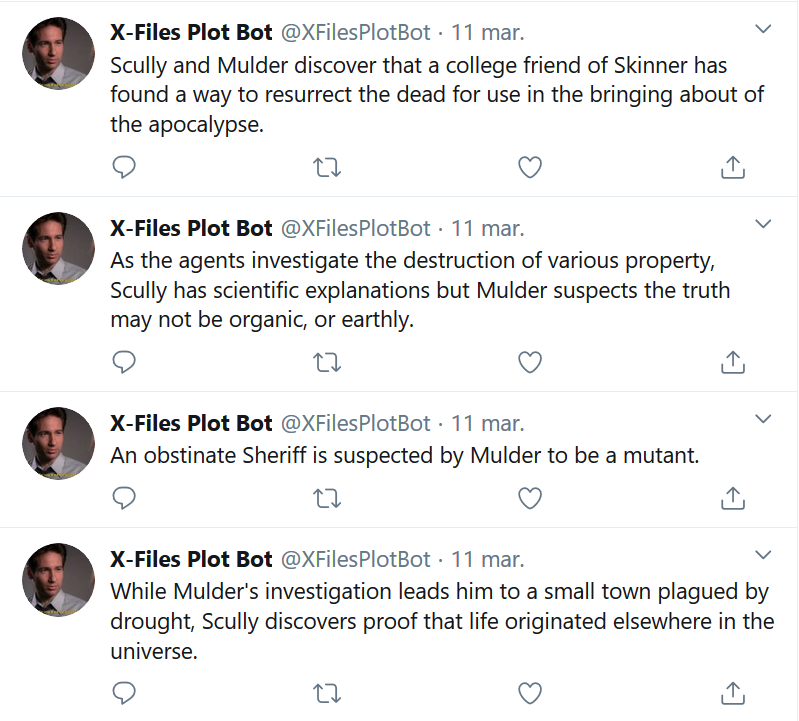 X-Files Plot Bot @XFilesPlotBot · 11 mar.
Scully and Mulder discover that a college friend of Skinner has
found a way to resurrect the dead for use in the bringing about of
the apocalypse.
X-Files Plot Bot @XFilesPlotBot · 11 mar.
As the agents investigate the destruction of various property,
Scully has scientific explanations but Mulder suspects the truth
may not be organic, or earthly.
X-Files Plot Bot @XFilesPlotBot · 11 mar.
An obstinate Sheriff is suspected by Mulder to be a mutant.
X-Files Plot Bot @XFilesPlotBot · 11 mar.
While Mulder's investigation leads him to a small town plagued by
drought, Scully discovers proof that life originated elsewhere in the
universe.